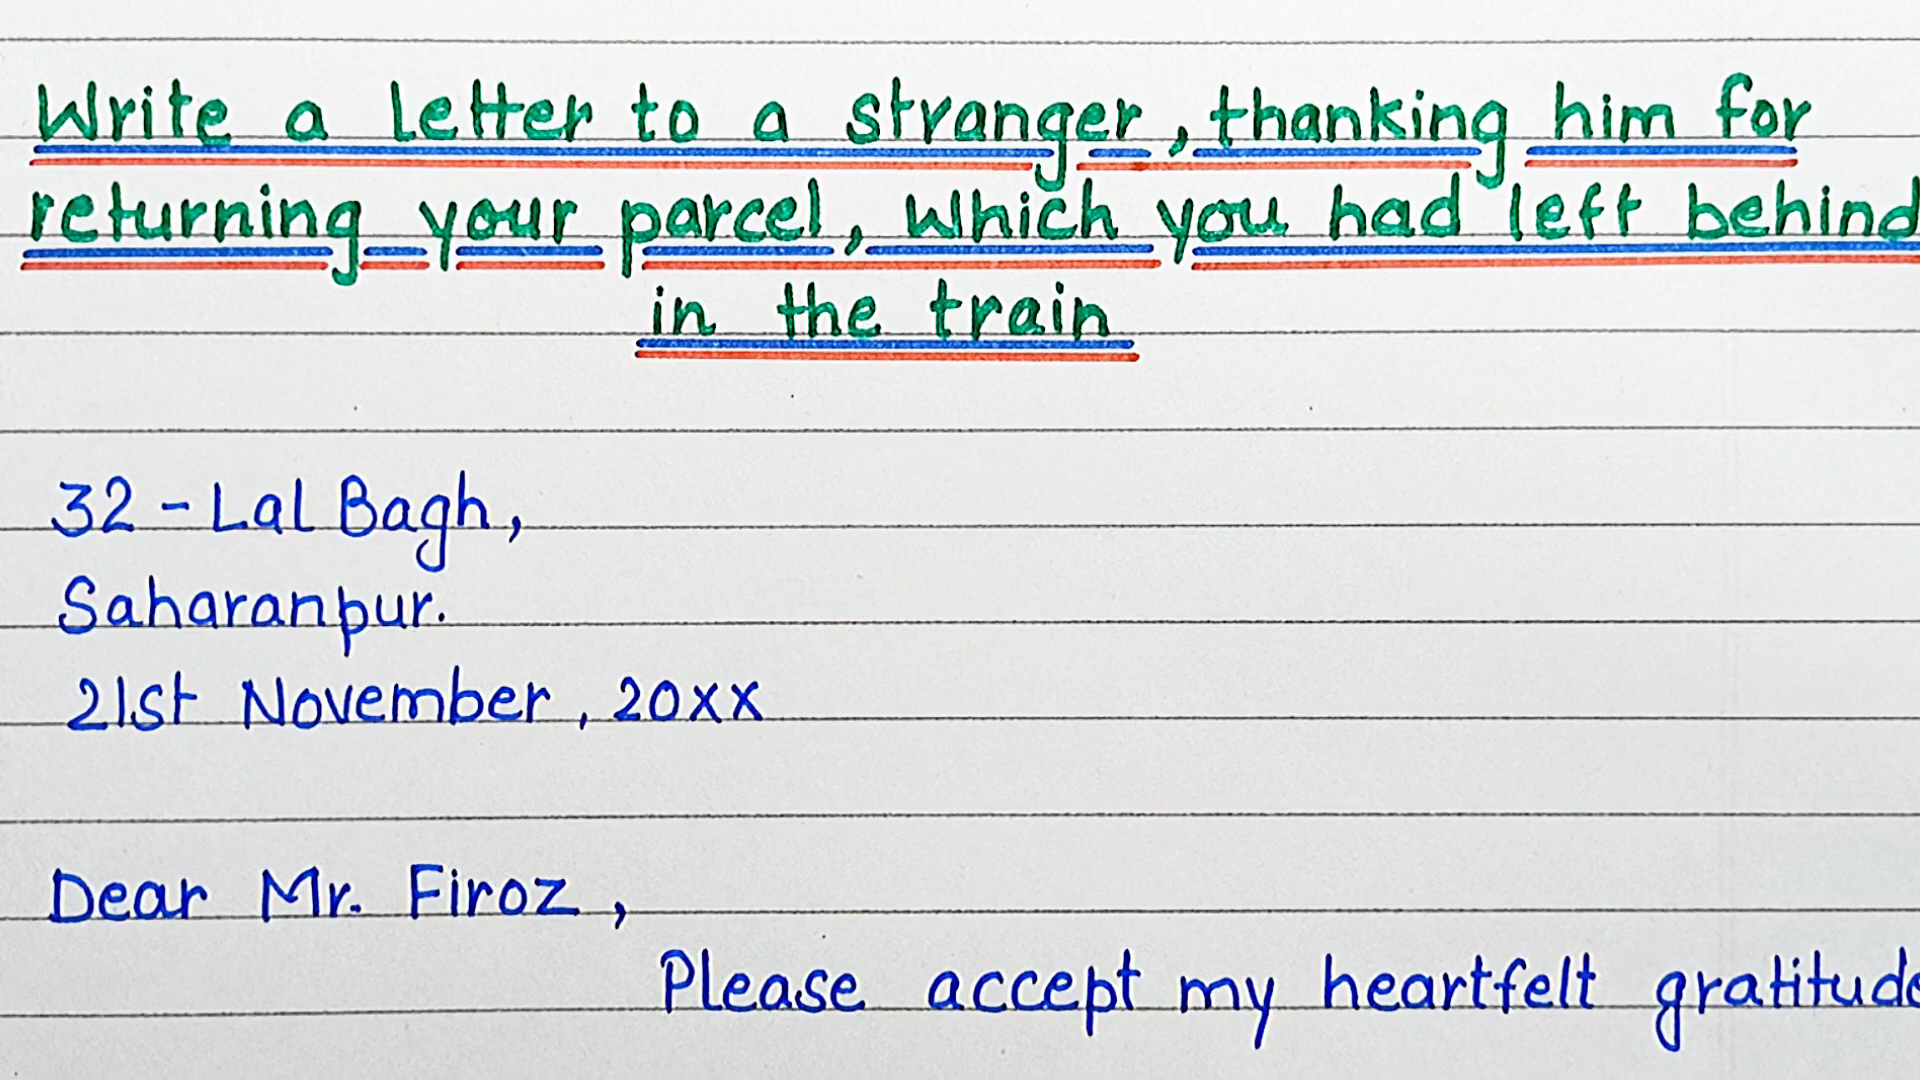 Write a letter to a stranger, thanking him for
returning your parcel, which you had left behind
in the train
32 - Lal Bagh,
Saharanpur.
21st November, 20xx
Dear Mr. Firoz,
Please accept my heartfelt gratitude